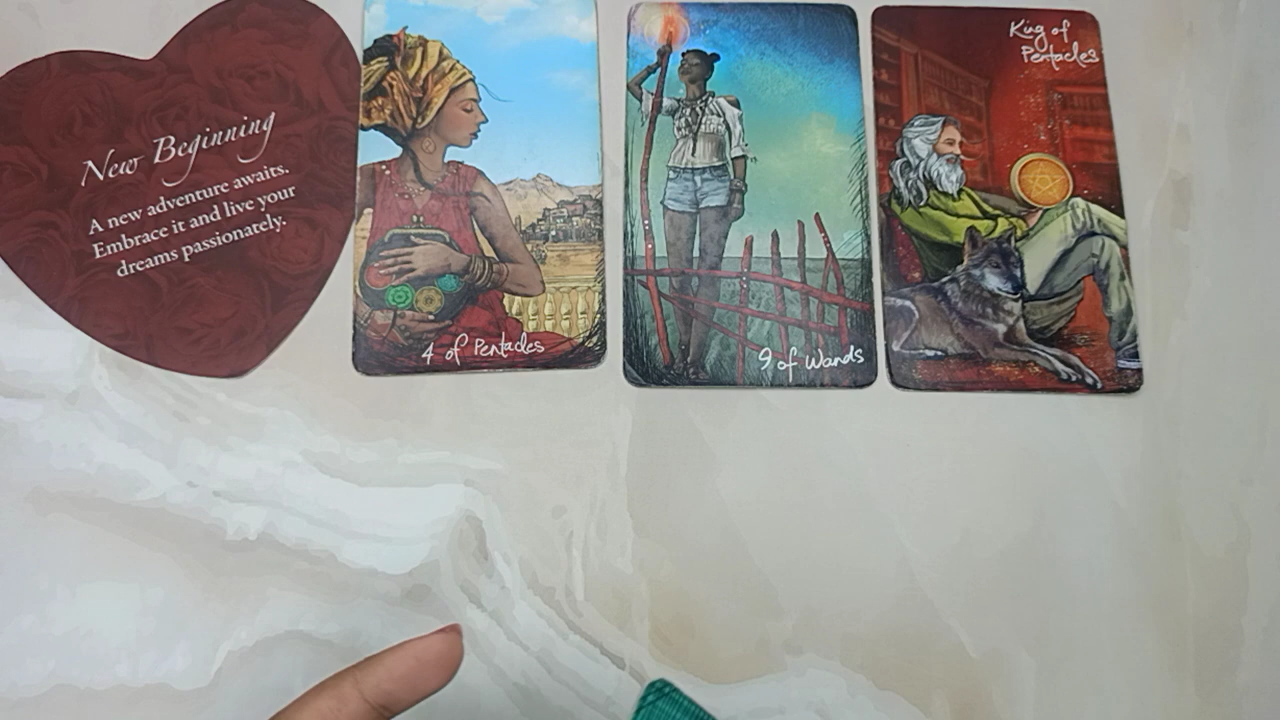 New Beginning
A new adventure awaits.
Embrace it and live your
dreams passionately.
4 of Pentacles
9 of Wands
King of
Pentacles